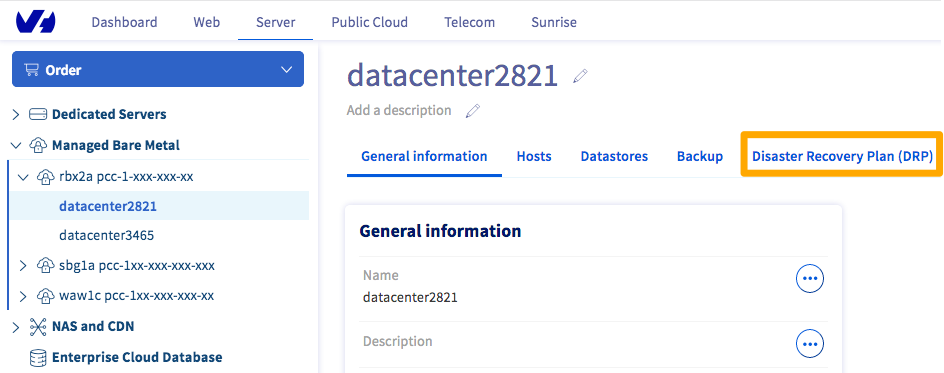 Dashboard Web Server Public Cloud Telecom Sunrise
Order
Dedicated Servers
Managed Bare Metal
rbx2a pcc-1-xxx-xxx-xx
datacenter2821
datacenter3465
sbg1a pcc-1xx-xxx-xxx-xxx
waw1c pcc-1xx-xxx-xxx-xx
NAS and CDN
Enterprise Cloud Database
datacenter2821
Add a description
General information Hosts Datastores Backup Disaster Recovery Plan (DRP)
General information
Name
datacenter2821
Description